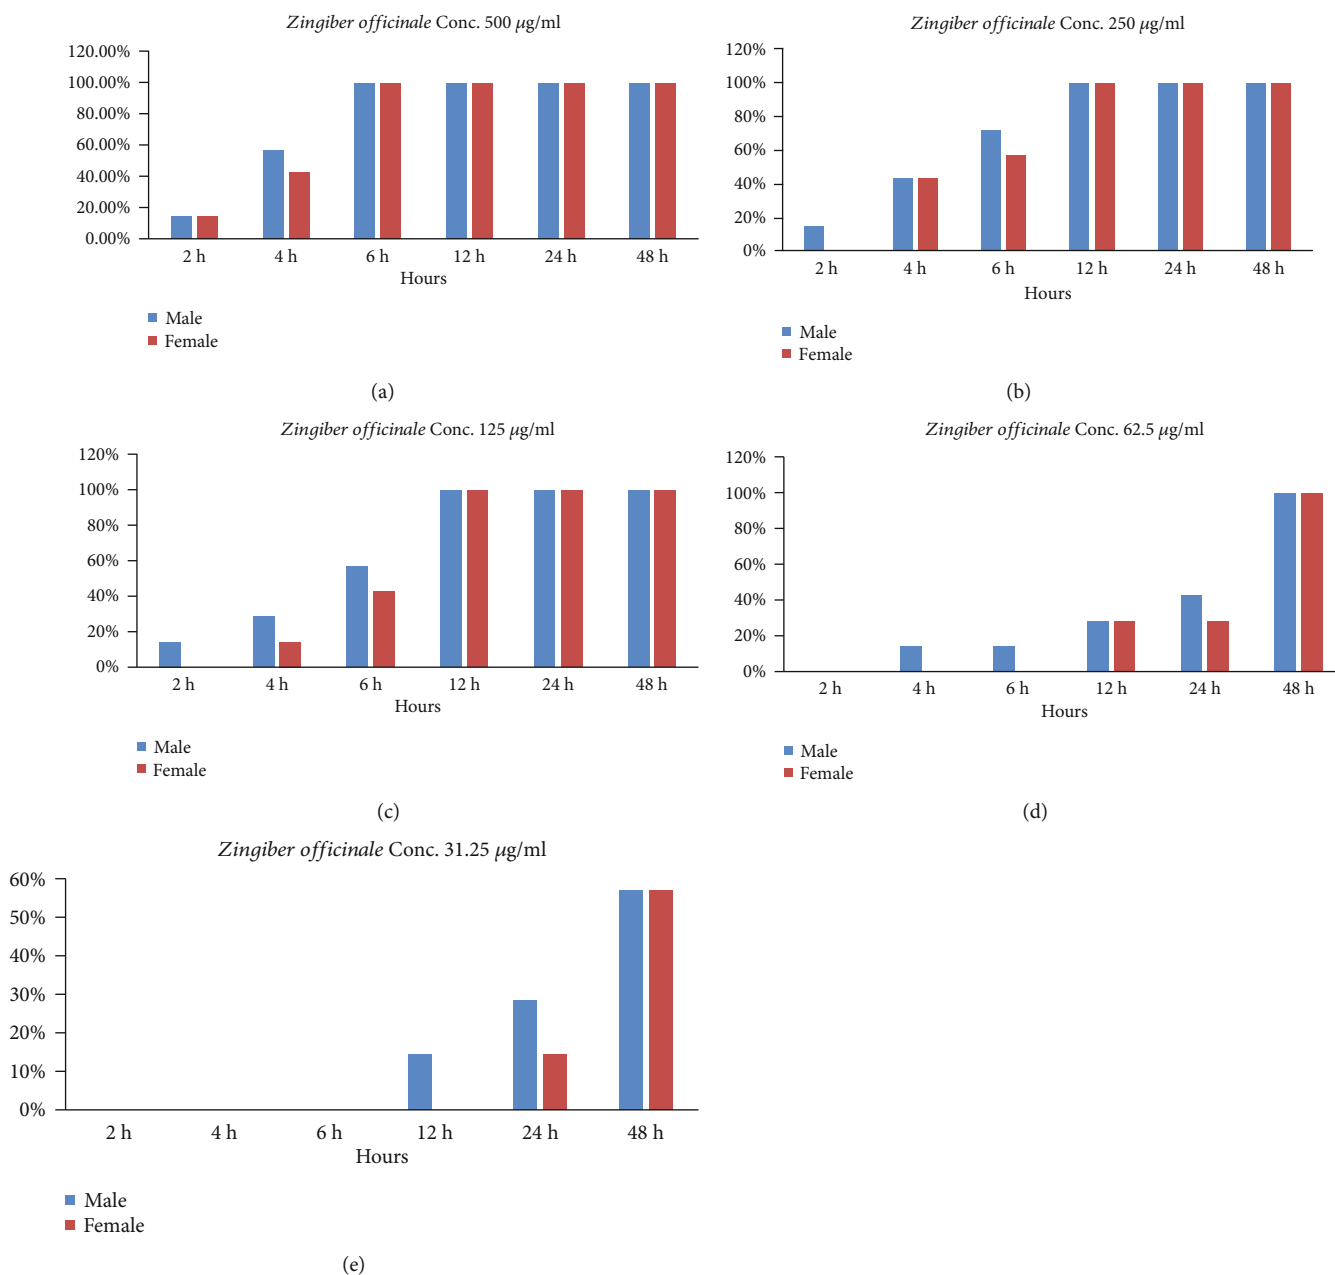 Zingiber officinale Conc. 500 µg/ml
120.00%
100.00%
80.00%
60.00%
40.00%
20.00%
0.00%
2 h 4 h 6 h 12 h 24 h 48 h
Hours
Male
Female
(a)
Zingiber officinale Conc. 250 µg/ml
120%
100%
80%
60%
40%
20%
0%
2 h 4 h 6 h 12 h 24 h 48 h
Hours
Male
Female
(b)
Zingiber officinale Conc. 125 µg/ml
120%
100%
80%
60%
40%
20%
0%
2 h 4 h 6 h 12 h 24 h 48 h
Hours
Male
Female
(c)
Zingiber officinale Conc. 62.5 µg/ml
120%
100%
80%
60%
40%
20%
0%
2 h 4 h 6 h 12 h 24 h 48 h
Hours
Male
Female
(d)
Zingiber officinale Conc. 31.25 µg/ml
60%
50%
40%
30%
20%
10%
0%
2 h 4 h 6 h 12 h 24 h 48 h
Hours
Male
Female
(e)